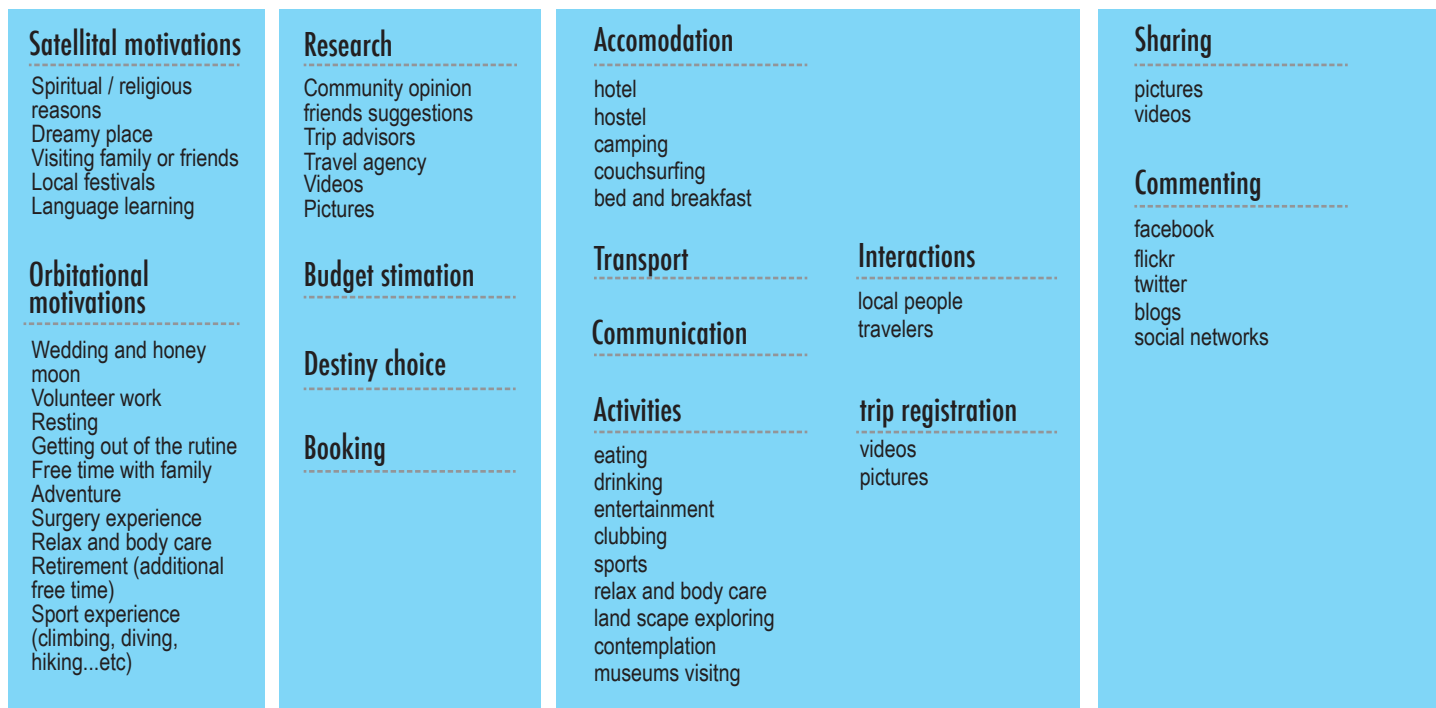 Satellital motivations
Spiritual / religious
reasons
Dreamy place
Visiting family or friends
Local festivals
Language learning
Orbitational
motivations
Wedding and honey
moon
Volunteer work
Resting
Getting out of the rutine
Free time with family
Adventure
Surgery experience
Relax and body care
Retirement (additional
free time)
Sport experience
(climbing, diving,
hiking...etc)
Research
Community opinion
friends suggestions
Trip advisors
Travel agency
Videos
Pictures
Budget stimation
Destiny choice
Booking
Accomodation
hotel
hostel
camping
couchsurfing
bed and breakfast
Transport
Communication
Activities
eating
drinking
entertainment
clubbing
sports
relax and body care
land scape exploring
contemplation
museums visitng
Interactions
local people
travelers
trip registration
videos
pictures
Sharing
pictures
videos
Commenting
facebook
flickr
twitter
blogs
social networks